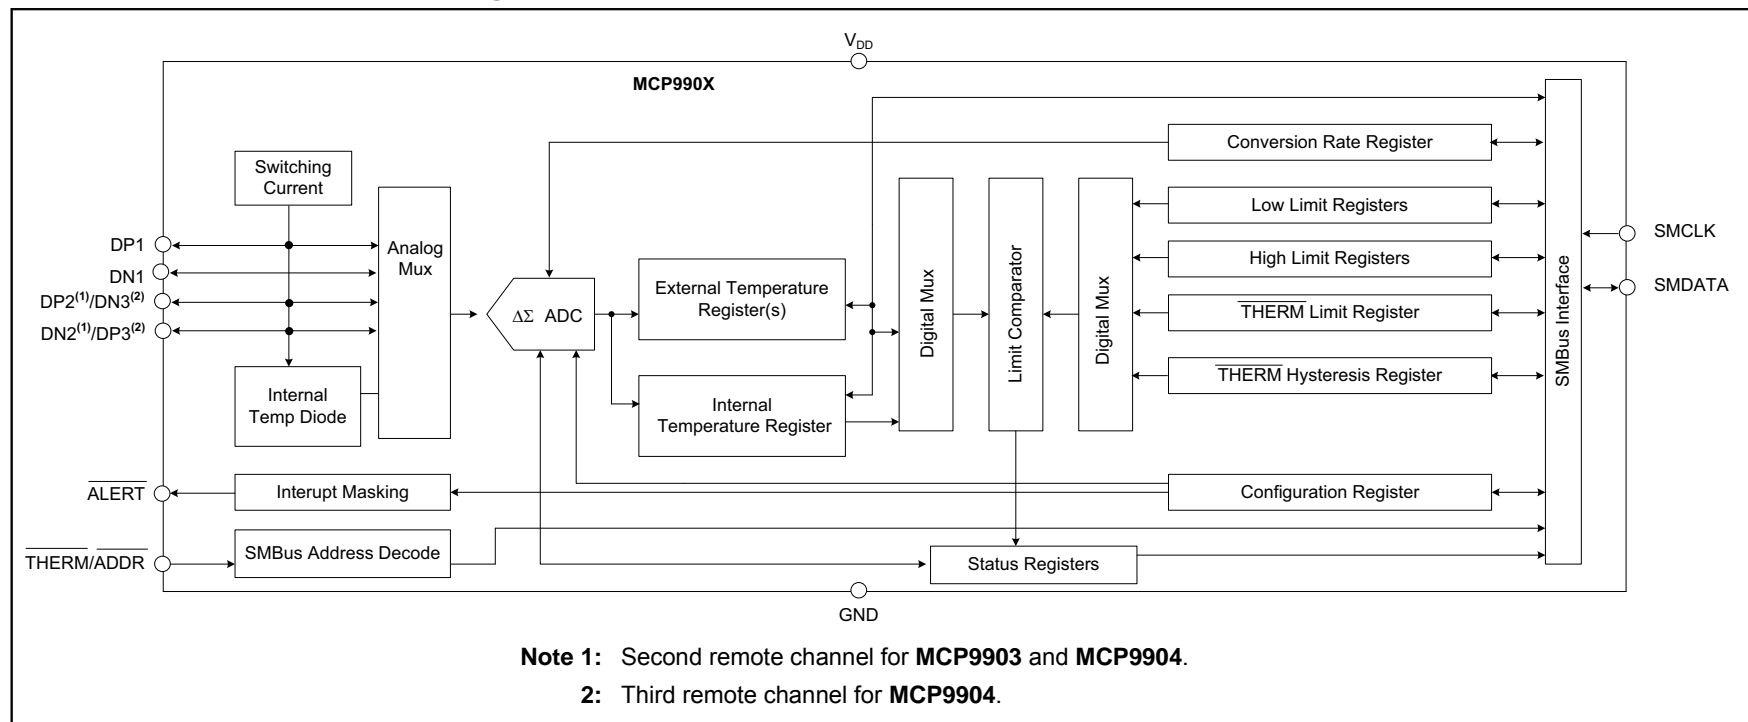 V_DD
MCP990X
Switching
Current
Analog
Mux
DP1
DN1
DP2(1)/DN3(2)
DN2(1)/DP3(2)
Internal
Temp Diode
ΔΣ ADC
External Temperature
Register(s)
Internal
Temperature Register
Digital Mux
Limit Comparator
Digital Mux
Conversion Rate Register
Low Limit Registers
High Limit Registers
THERM Limit Register
THERM Hysteresis Register
Configuration Register
SMBus Interface
SMCLK
SMDATA
ALERT
Interupt Masking
THERM/ADDR
SMBus Address Decode
Status Registers
GND
Note 1: Second remote channel for MCP9903 and MCP9904.
2: Third remote channel for MCP9904.